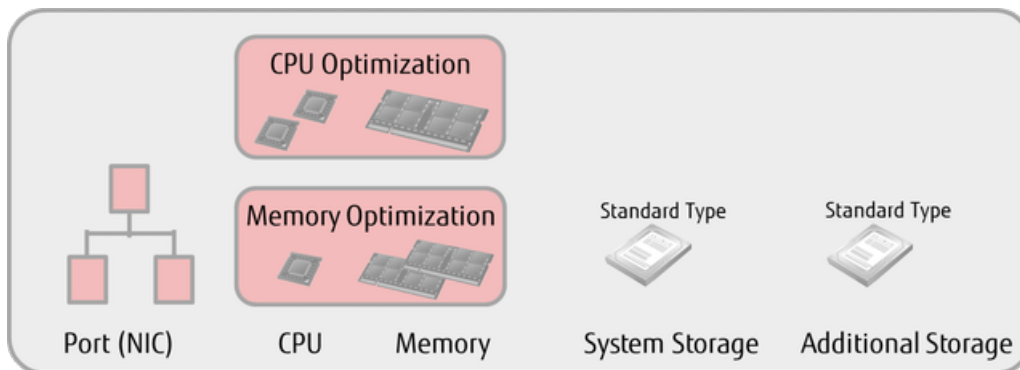 CPU Optimization
Memory Optimization
Standard Type
Standard Type
Port (NIC)
CPU
Memory
System Storage
Additional Storage